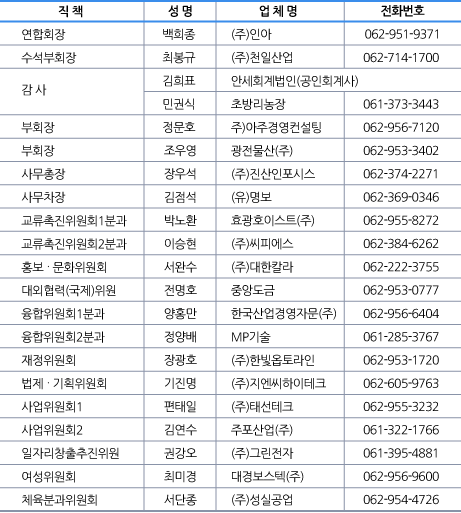 직 책 성 명 업 체 명 전화번호
연합회장 백희종 (주)인아 062-951-9371
수석부회장 최봉규 (주)천일산업 062-714-1700
감 사 김희표 안세회계법인(공인회계사)
민권식 초방리농장 061-373-3443
부회장 정문호 주)아주경영컨설팅 062-956-7120
부회장 조우영 광전물산(주) 062-953-3402
사무총장 장우석 (주)진산인포시스 062-374-2271
사무차장 김점석 (유)명보 062-369-0346
교류촉진위원회1분과 박노환 효광호이스트(주) 062-955-8272
교류촉진위원회2분과 이승현 (주)씨피에스 062-384-6262
홍보 · 문화위원회 서완수 (주)대한칼라 062-222-3755
대외협력(국제)위원 전명호 중앙도금 062-953-0777
융합위원회1분과 양홍만 한국산업경영자문(주) 062-956-6404
융합위원회2분과 정양배 MP기술 061-285-3767
재정위원회 장광호 (주)한빛옵토라인 062-953-1720
법제 · 기획위원회 기진명 (주)지엔씨하이테크 062-605-9763
사업위원회1 편태일 (주)태선테크 062-955-3232
사업위원회2 김연수 주포산업(주) 061-322-1766
일자리창출추진위원 권강오 (주)그린전자 061-395-4881
여성위원회 최미경 대경보스텍(주) 062-956-9600
체육분과위원회 서단종 (주)성실공업 062-954-4726